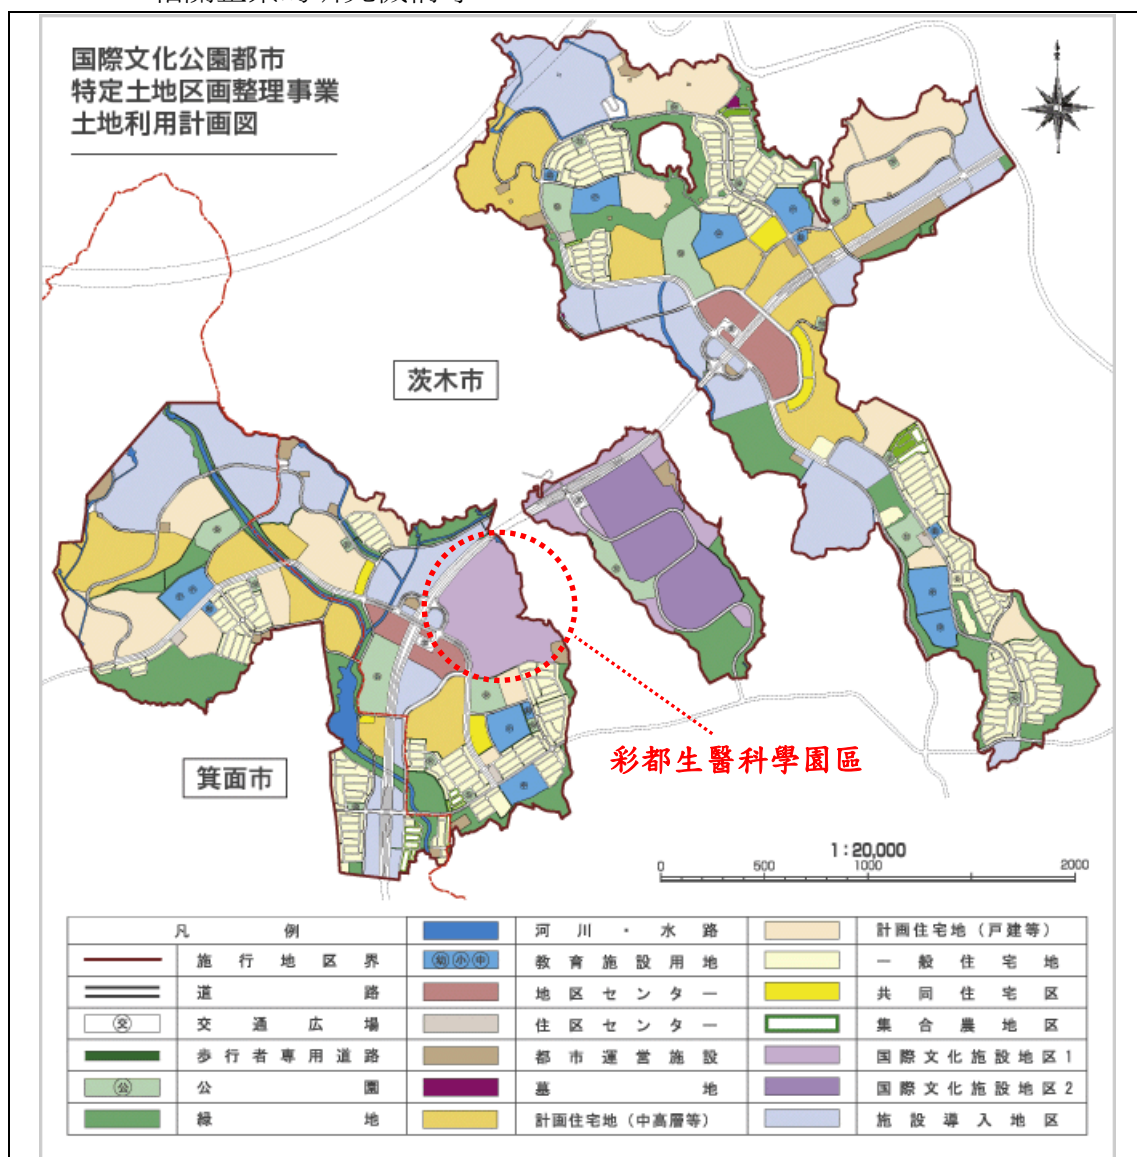 国際文化公園都市
特定土地区画整理事業
土地利用計画図
茨木市
箕面市
彩都生醫科學園區
1:20,000
0 500 1000 2000
凡例
施行地区界
道路
交 交通広場
歩行者専用道路
公 公園
緑地
河川・水路
幼 小 中 教育施設用地
地区センター
住区センター
都市運営施設
墓地
計画住宅地(中高層等)
計画住宅地(戸建等)
一般住宅地
共同住宅区
集合農地区
国際文化施設地区1
国際文化施設地区2
施設導入地区